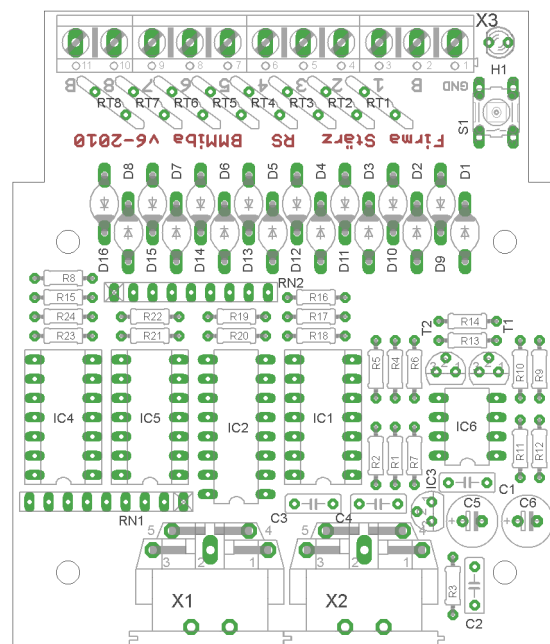 X3
11 10 9 8 7 6 5 4 3 2 1
H1
B 8 7 6 5 4 3 2 1 B GND
RT8 RT7 RT6 RT5 RT4 RT3 RT2 RT1
S1
BMMiba v6-2010 RS Firma Stärz
D8 D7 D6 D5 D4 D3 D2 D1
D16 D15 D14 D13 D12 D11 D10 D9
R8
RN2
R15 R16
R24 R22 R19 R17
R14
T2 T1
R23 R21 R20 R18
R13
R5 R4 R6 R10 R9
IC4 IC5 IC2 IC1 IC6
R2 R1 R7 R11 R12
IC3
C1
RN1 C3 C4 C5 C6
5 4 5 4
3 2 1 3 2 1
R3
X1 X2
C2